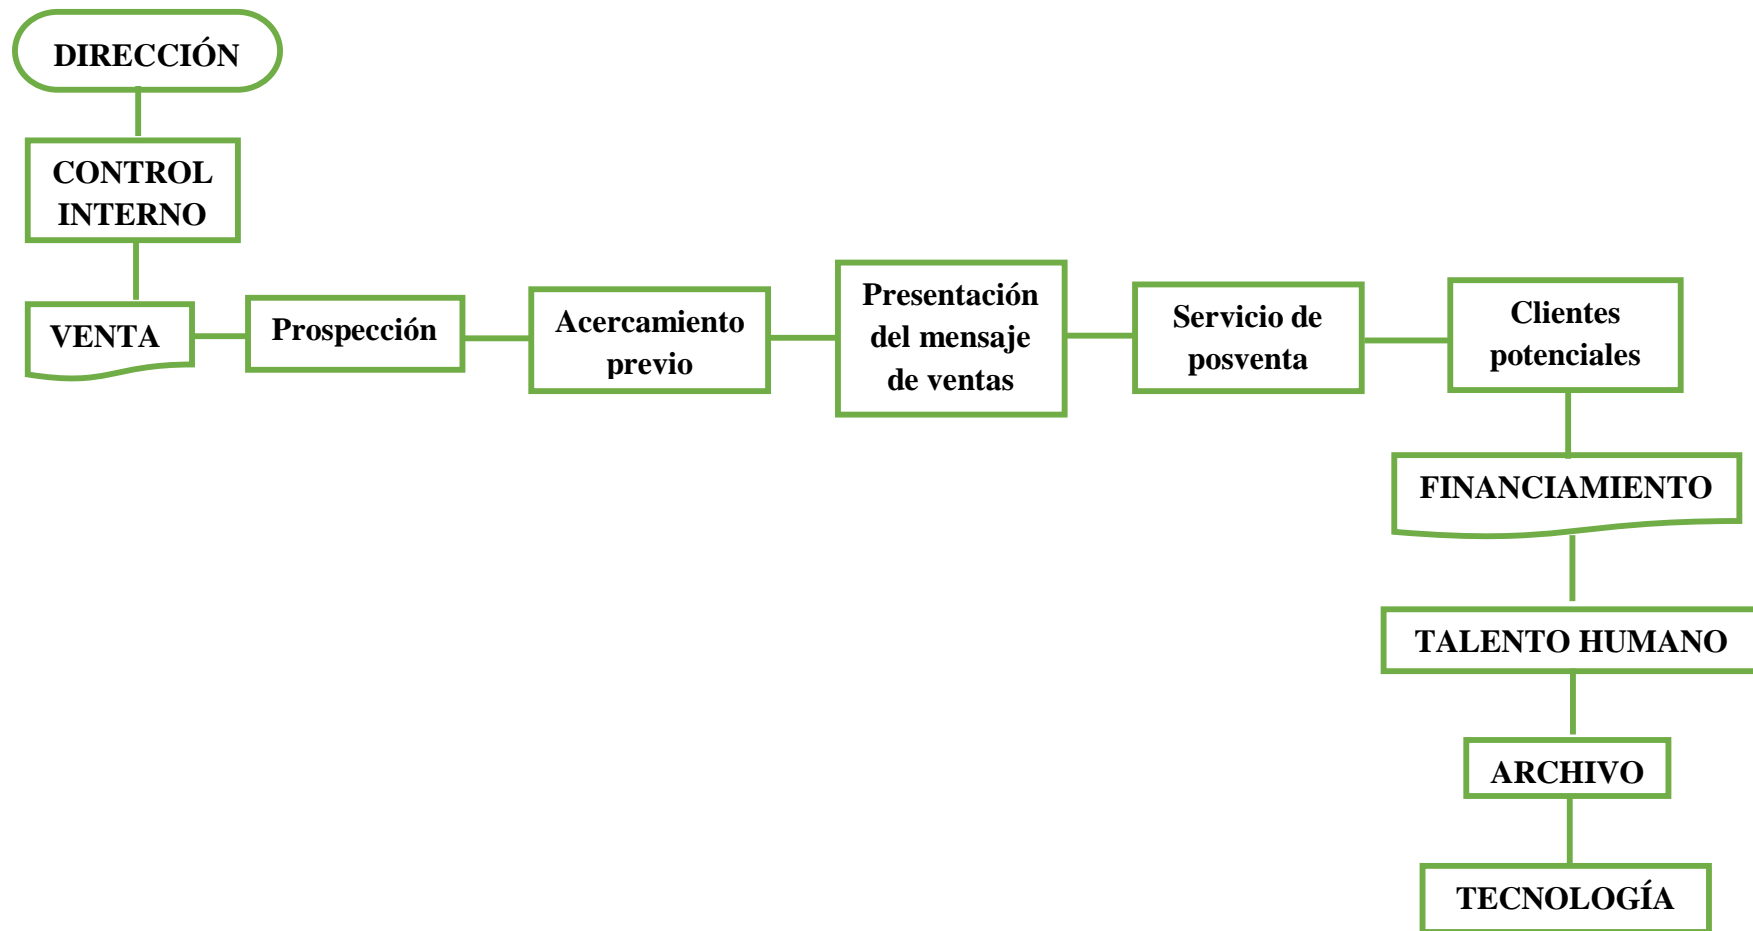 DIRECCIÓN
CONTROL
INTERNO
VENTA
Prospección
Acercamiento
previo
Presentación
del mensaje
de ventas
Servicio de
posventa
Clientes
potenciales
FINANCIAMIENTO
TALENTO HUMANO
ARCHIVO
TECNOLOGÍA